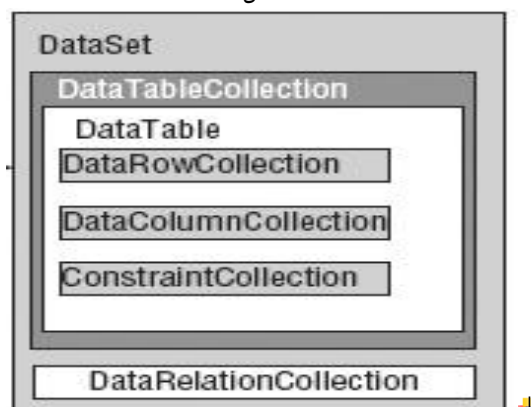 DataSet
DataTableCollection
DataTable
DataRowCollection
DataColumnCollection
ConstraintCollection
DataRelationCollection